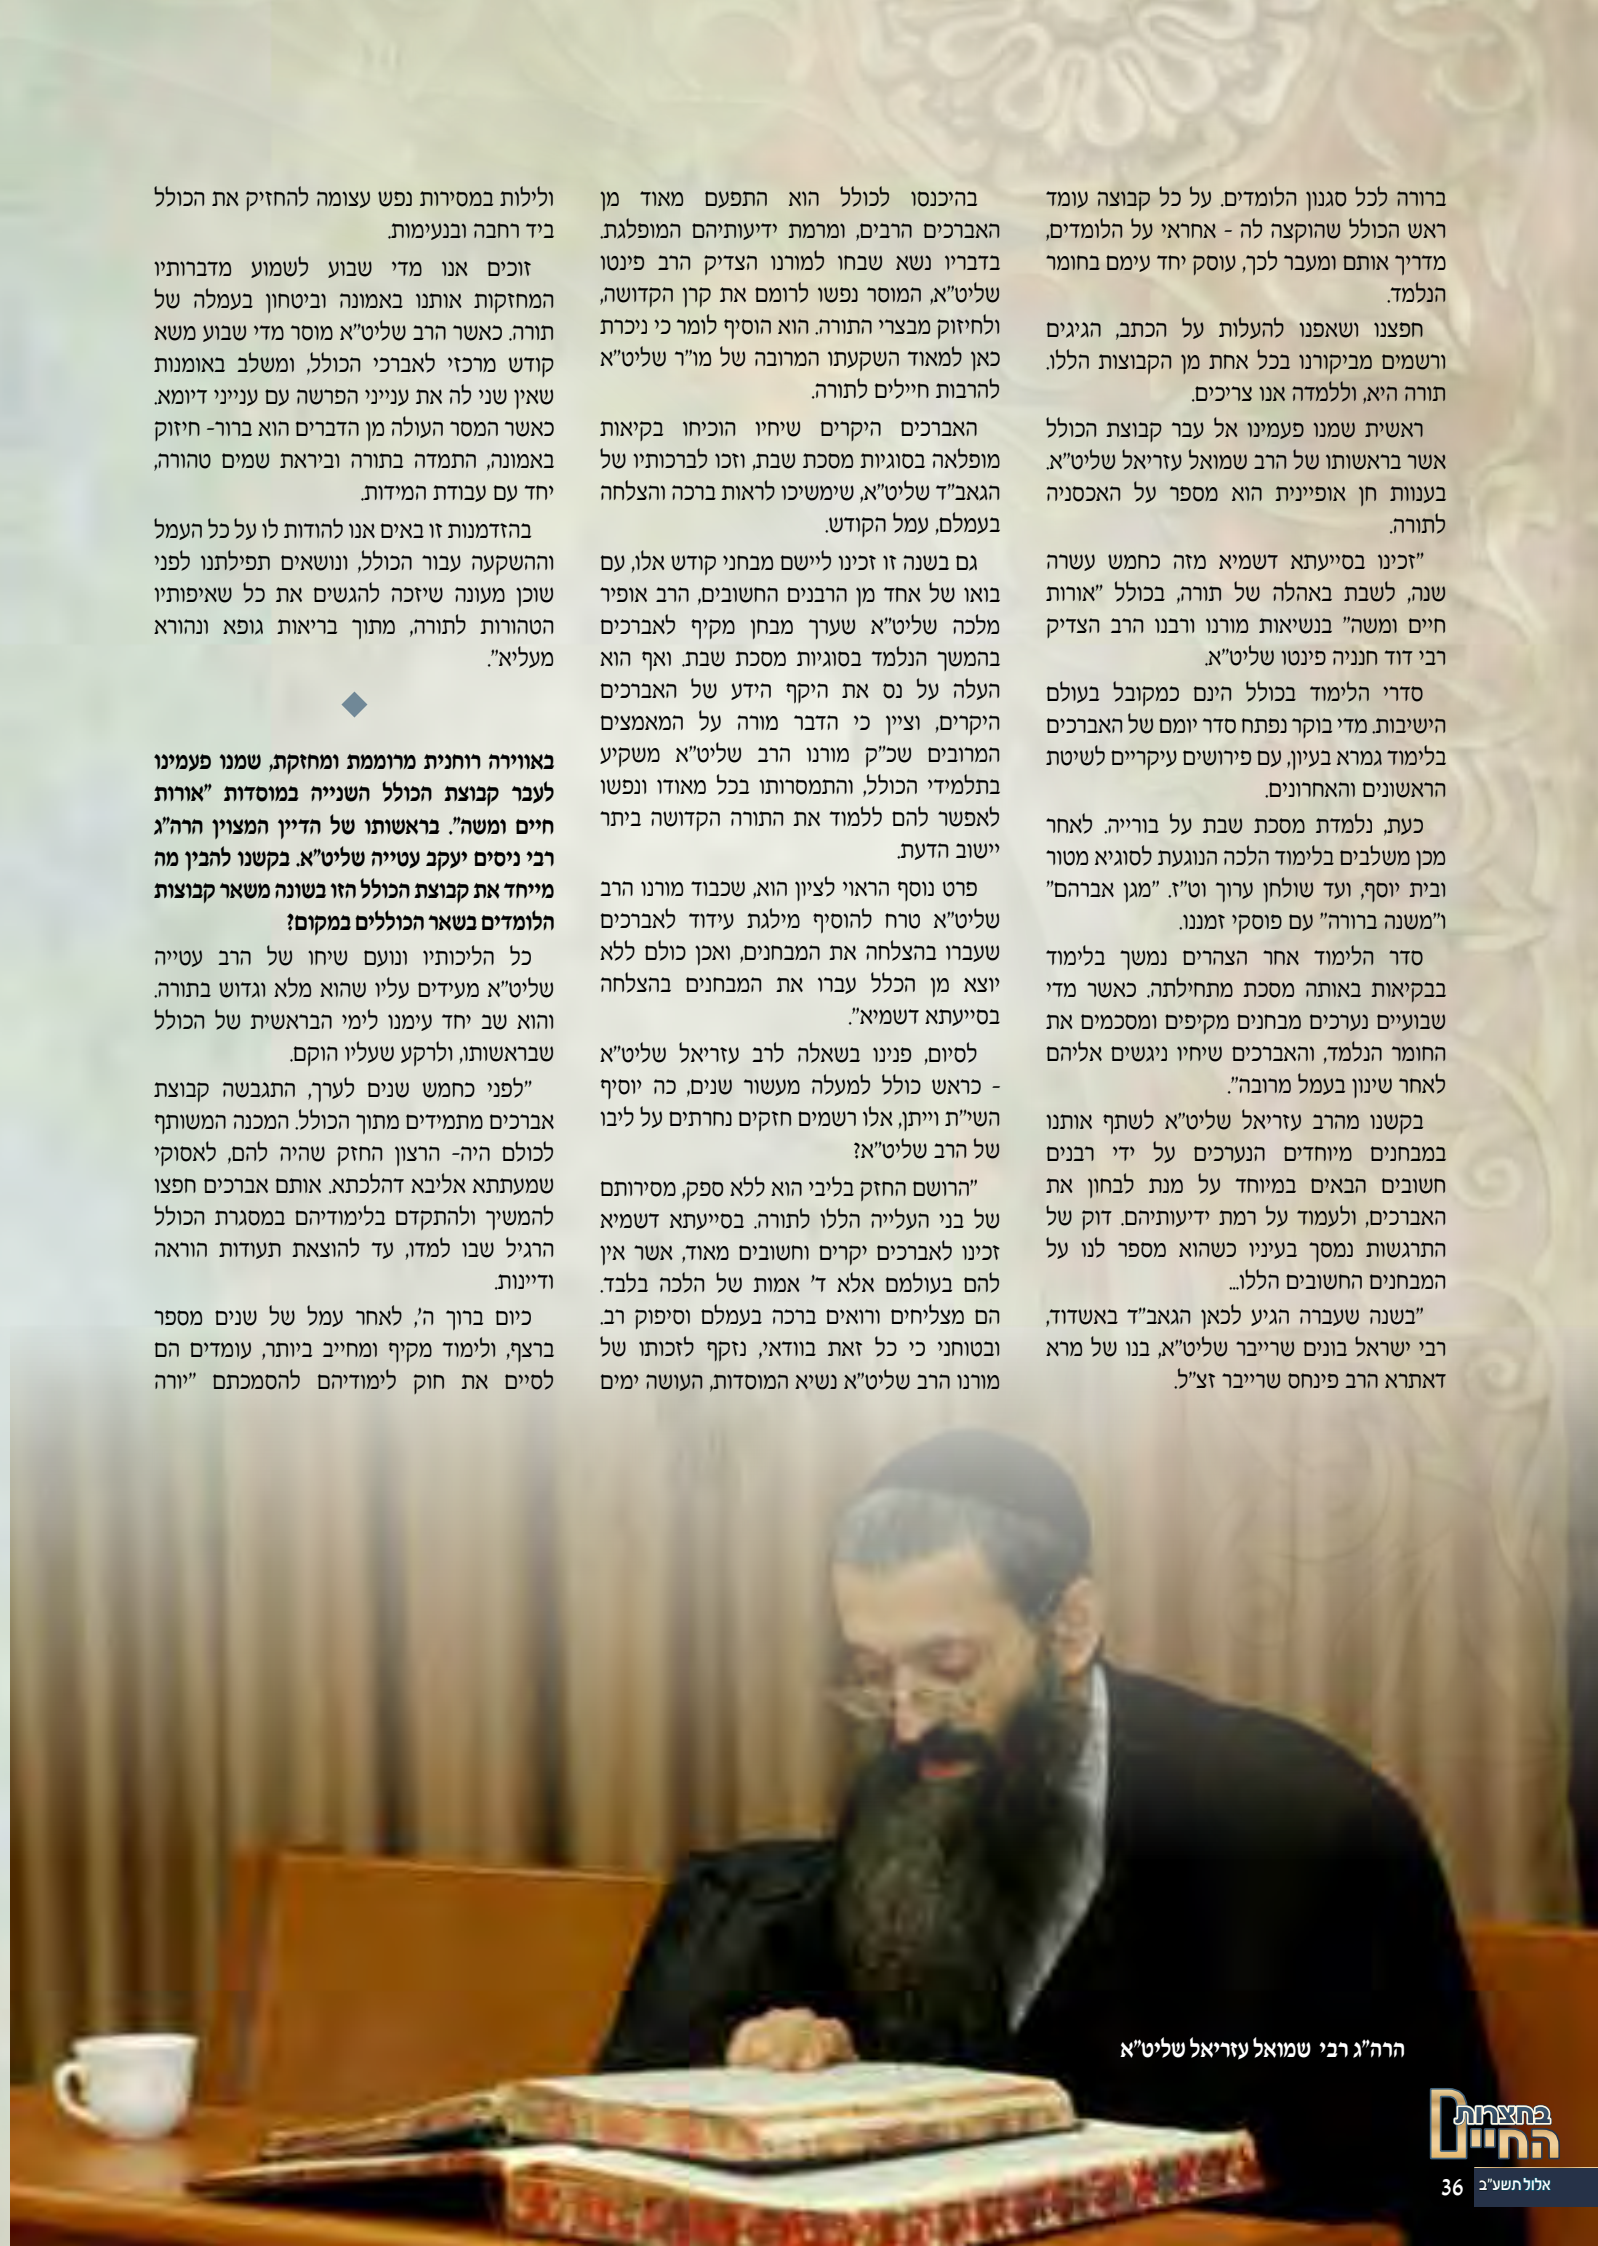 ברורה לכל סגנון הלומדים. על כל קבוצה עומד
ראש הכולל שהוקצה לה - אחראי על הלומדים,
מדריך אותם ומעבר לכך, עוסק יחד עימם בחומר
הנלמד.
חפצנו ושאפנו להעלות על הכתב, הגיגים
ורשמים מביקורנו בכל אחת מן הקבוצות הללו.
תורה היא, וללמדה אנו צריכים.
ראשית שמנו פעמינו אל עבר קבוצת הכולל
אשר בראשותו של הרב שמואל עזריאל שליט"א.
בענוות חן אופיינית הוא מספר על האכסניה
לתורה.
"זכינו בסייעתא דשמיא מזה כחמש עשרה
שנה, לשבת באהלה של תורה, בכולל "אורות
חיים ומשה" בנשיאות מורנו ורבנו הרב הצדיק
רבי דוד חנניה פינטו שליט"א.
סדרי הלימוד בכולל הינם כמקובל בעולם
הישיבות. מדי בוקר נפתח סדר יומם של האברכים
בלימוד גמרא בעיון, עם פירושים עיקריים לשיטת
הראשונים והאחרונים.
כעת, נלמדת מסכת שבת על בורייה. לאחר
מכן משלבים בלימוד הלכה הנוגעת לסוגיא מטור
ובית יוסף, ועד שולחן ערוך וט"ז. "מגן אברהם"
ו"משנה ברורה" עם פוסקי זמננו.
סדר הלימוד אחר הצהרים נמשך בלימוד
בבקיאות באותה מסכת מתחילתה. כאשר מדי
שבועיים נערכים מבחנים מקיפים ומסכמים את
החומר הנלמד, והאברכים שיחיו ניגשים אליהם
לאחר שינון בעמל מרובה".
בקשנו מהרב עזריאל שליט"א לשתף אותנו
במבחנים מיוחדים הנערכים על ידי רבנים
חשובים הבאים במיוחד על מנת לבחון את
האברכים, ולעמוד על רמת ידיעותיהם. דוק של
התרגשות נמסך בעיניו כשהוא מספר לנו על
המבחנים החשובים הללו...
"בשנה שעברה הגיע לכאן הגאב"ד באשדוד,
רבי ישראל בונים שרייבר שליט"א, בנו של מרא
דאתרא הרב פינחס שרייבר זצ"ל.
בהיכנסו לכולל הוא התפעם מאוד מן
האברכים הרבים, ומרמת ידיעותיהם המופלגת.
בדבריו נשא שבחו למורנו הצדיק הרב פינטו
שליט"א, המוסר נפשו לרומם את קרן הקדושה,
ולחיזוק מבצרי התורה. הוא הוסיף לומר כי ניכרת
כאן למאוד השקעתו המרובה של מו"ר שליט"א
להרבות חיילים לתורה.
האברכים היקרים שיחיו הוכיחו בקיאות
מופלאה בסוגיות מסכת שבת, וזכו לברכותיו של
הגאב"ד שליט"א, שימשיכו לראות ברכה והצלחה
בעמלם, עמל הקודש.
גם בשנה זו זכינו ליישם מבחני קודש אלו, עם
בואו של אחד מן הרבנים החשובים, הרב אופיר
מלכה שליט"א שערך מבחן מקיף לאברכים
בהמשך הנלמד בסוגיות מסכת שבת. ואף הוא
העלה על נס את היקף הידע של האברכים
היקרים, וציין כי הדבר מורה על המאמצים
המרובים שכ"ק מורנו הרב שליט"א משקיע
בתלמידי הכולל, והתמסרותו בכל מאודו ונפשו
לאפשר להם ללמוד את התורה הקדושה ביתר
יישוב הדעת.
פרט נוסף הראוי לציון הוא, שכבוד מורנו הרב
שליט"א טרח להוסיף מילגת עידוד לאברכים
שעברו בהצלחה את המבחנים, ואכן כולם ללא
יוצא מן הכלל עברו את המבחנים בהצלחה
בסייעתא דשמיא".
לסיום, פנינו בשאלה לרב עזריאל שליט"א
- כראש כולל למעלה מעשור שנים, כה יוסיף
השי"ת וייתן, אלו רשמים חזקים נחרתים על ליבו
של הרב שליט"א?
"הרושם החזק בליבי הוא ללא ספק, מסירותם
של בני העלייה הללו לתורה. בסייעתא דשמיא
זכינו לאברכים יקרים וחשובים מאוד, אשר אין
להם בעולמם אלא ד' אמות של הלכה בלבד.
הם מצליחים ורואים ברכה בעמלם וסיפוק רב.
ובטוחני כי כל זאת בוודאי, נזקף לזכותו של
מורנו הרב שליט"א נשיא המוסדות, העושה ימים
ולילות במסירות נפש עצומה להחזיק את הכולל
ביד רחבה ובנעימות.
זוכים אנו מדי שבוע לשמוע מדברותיו
המחזקות אותנו באמונה וביטחון בעמלה של
תורה. כאשר הרב שליט"א מוסר מדי שבוע משא
קודש מרכזי לאברכי הכולל, ומשלב באומנות
שאין שני לה את ענייני הפרשה עם ענייני דיומא.
כאשר המסר העולה מן הדברים הוא ברור- חיזוק
באמונה, התמדה בתורה וביראת שמים טהורה,
יחד עם עבודת המידות.
בהזדמנות זו באים אנו להודות לו על כל העמל
וההשקעה עבור הכולל, ונושאים תפילתנו לפני
שוכן מעונה שיזכה להגשים את כל שאיפותיו
הטהורות לתורה, מתוך בריאות גופא ונהורא
מעליא".
באווירה רוחנית מרוממת ומחזקת, שמנו פעמינו
לעבר קבוצת הכולל השנייה במוסדות "אורות
חיים ומשה". בראשותו של הדיין המצוין הרה"ג
רבי ניסים יעקב עטייה שליט"א. בקשנו להבין מה
מייחד את קבוצת הכולל הזו בשונה משאר קבוצות
הלומדים בשאר הכוללים במקום?
כל הליכותיו ונועם שיחו של הרב עטייה
שליט"א מעידים עליו שהוא מלא וגדוש בתורה.
והוא שב יחד עימנו לימי הבראשית של הכולל
שבראשותו, ולרקע שעליו הוקם.
"לפני כחמש שנים לערך, התגבשה קבוצת
אברכים מתמידים מתוך הכולל. המכנה המשותף
לכולם היה- הרצון החזק שהיה להם, לאסוקי
שמעתתא אליבא דהלכתא. אותם אברכים חפצו
להמשיך ולהתקדם בלימודיהם במסגרת הכולל
הרגיל שבו למדו, עד להוצאת תעודות הוראה
ודיינות.
כיום ברוך ה', לאחר עמל של שנים מספר
ברצף, ולימוד מקיף ומחייב ביותר, עומדים הם
לסיים את חוק לימודיהם להסמכתם "יורה
הרה"ג רבי שמואל עזריאל שליט"א
בחצרות
החיים
אלול תשע"ב
36